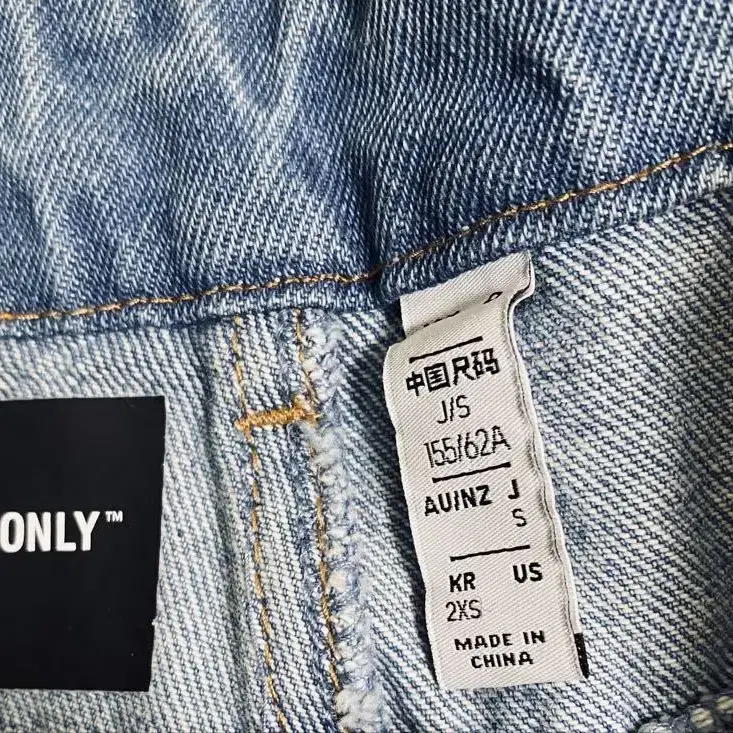 ONLY™
中国尺码
J/S
155/62A
AU/NZ J
S
KR US
2XS
MADE IN
CHINA